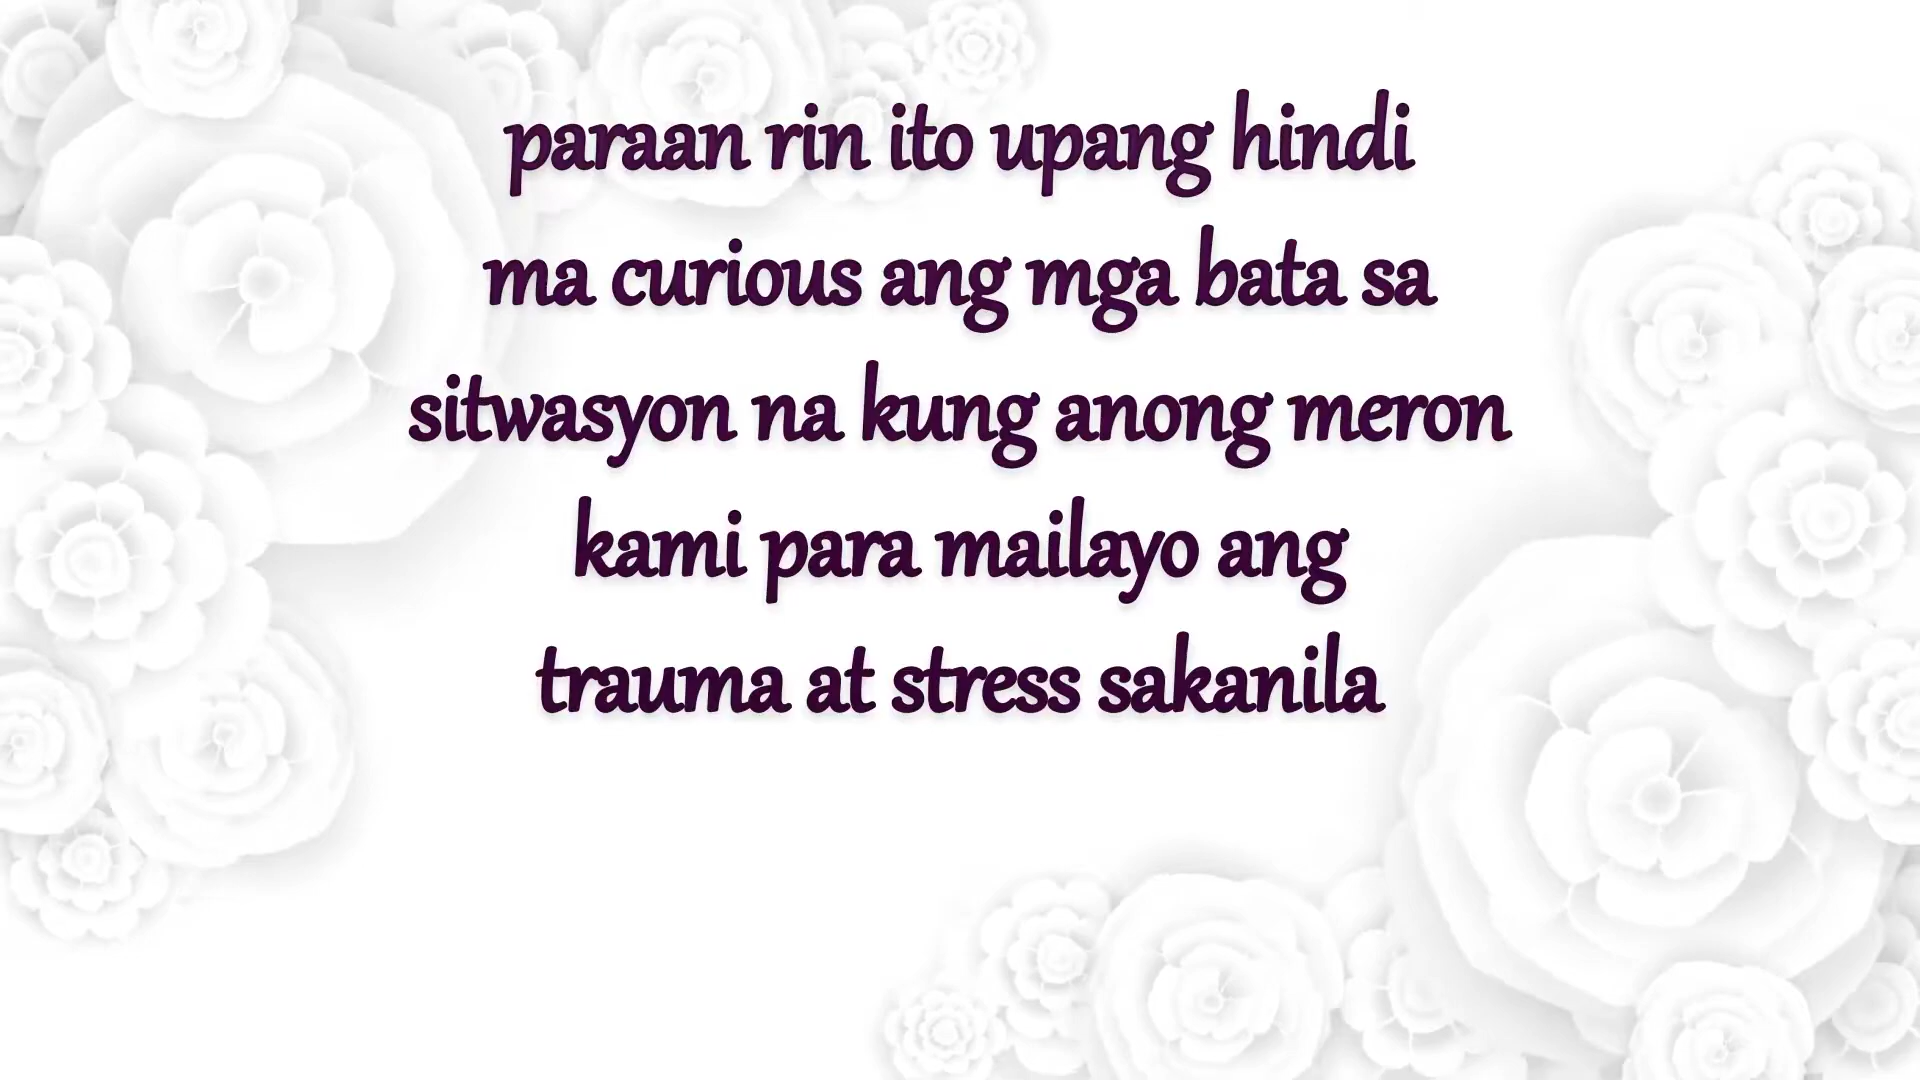 paraan rin ito upang hindi
ma curious ang mga bata sa
sitwasyon na kung anong meron
kami para mailayo ang
trauma at stress sakanila